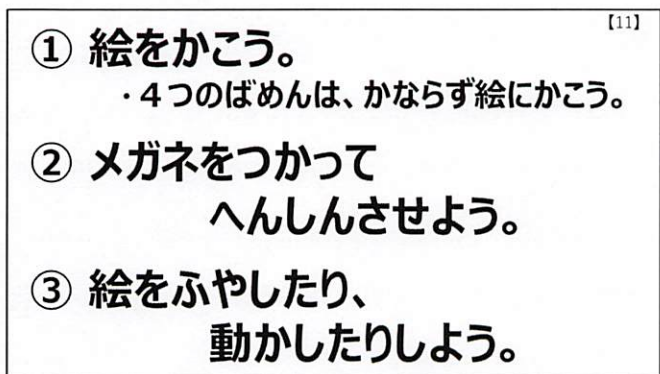 【11】
① 絵をかこう。
・４つのばめんは、かならず絵にかこう。
② メガネをつかって
へんしんさせよう。
③ 絵をふやしたり、
動かしたりしよう。